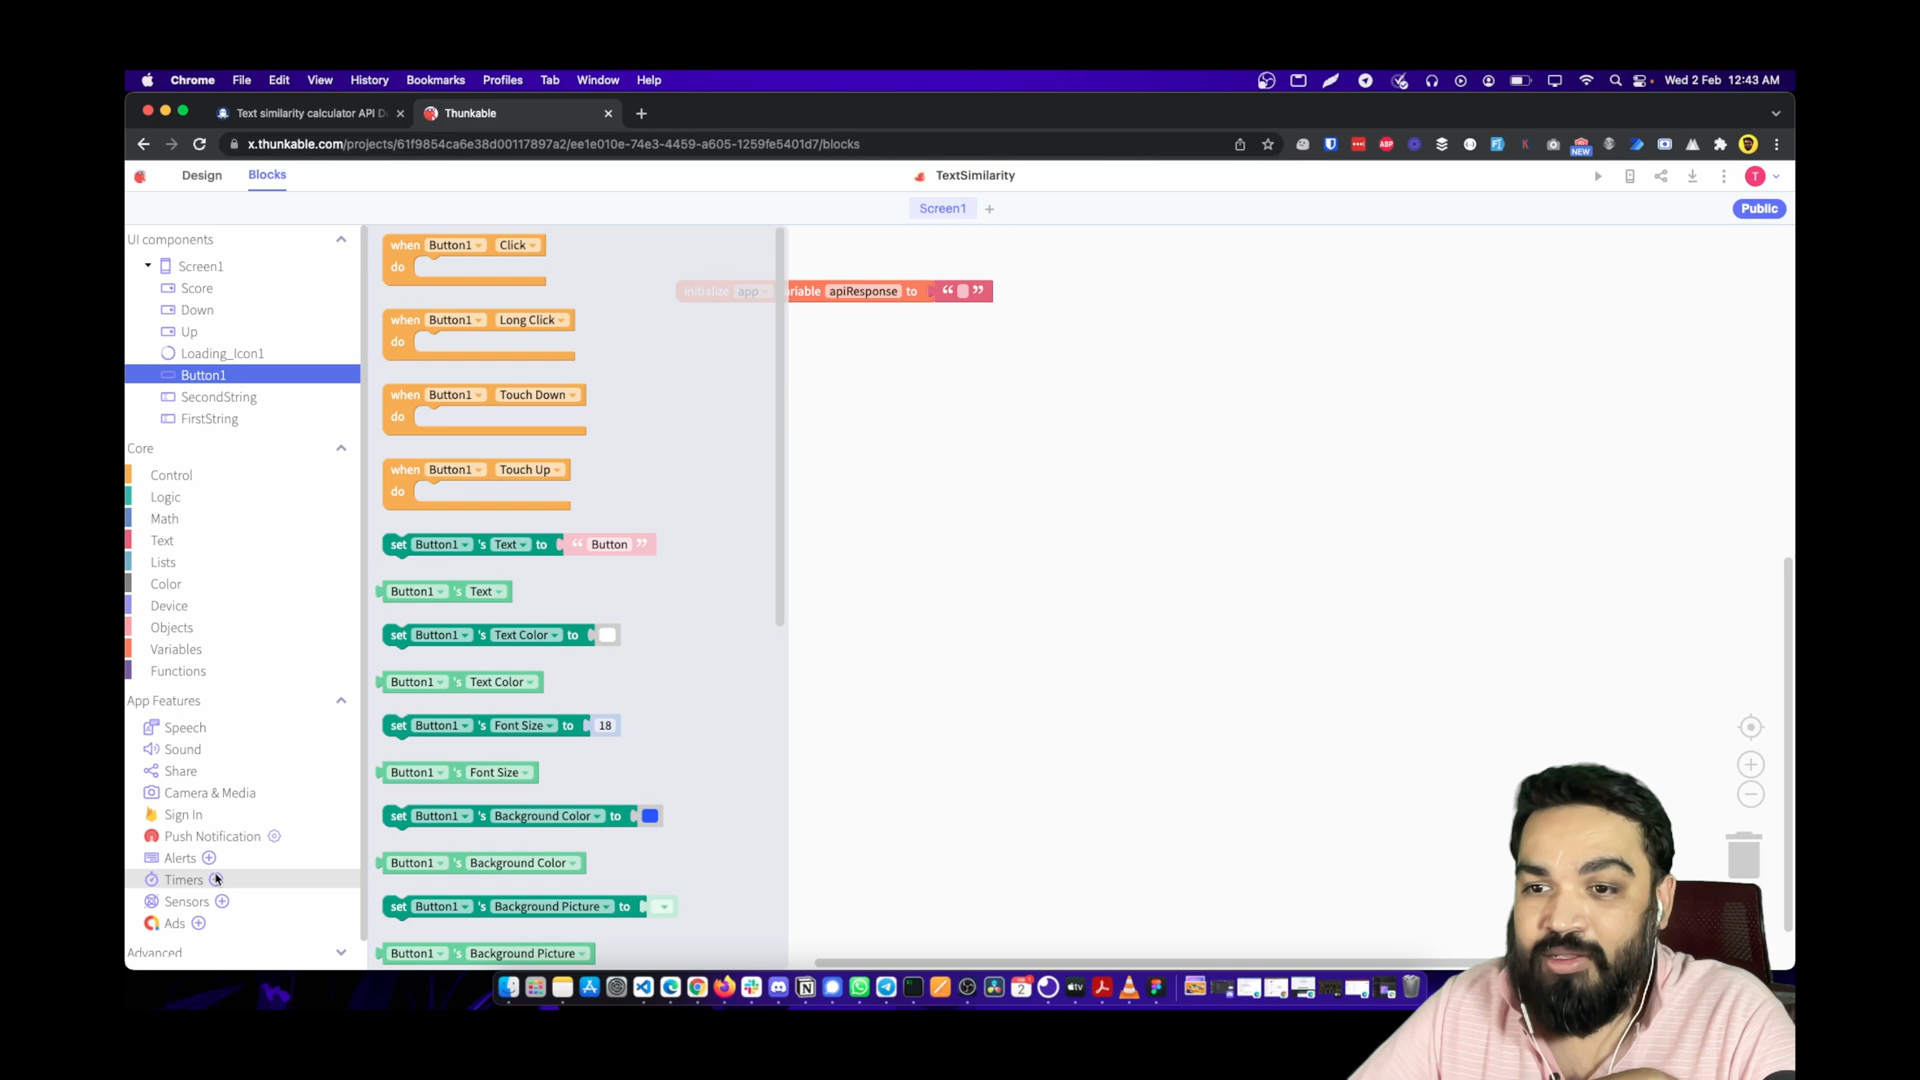 Chrome File Edit View History Bookmarks Profiles Tab Window Help Wed 2 Feb 12:43 AM
Text similarity calculator API D Thunkable
x.thunkable.com/projects/61f9854ca6e38d00117897a2/ee1e010e-74e3-4459-a605-1259fe5401d7/blocks
ABP NEW
Design Blocks TextSimilarity T
Screen1 + Public
UI components
Screen1
Score
Down
Up
Loading_Icon1
Button1
SecondString
FirstString
Core
Control
Logic
Math
Text
Lists
Color
Device
Objects
Variables
Functions
App Features
Speech
Sound
Share
Camera & Media
Sign In
Push Notification
Alerts
Timers
Sensors
Ads
Advanced
when Button1 Click
do
when Button1 Long Click
do
when Button1 Touch Down
do
when Button1 Touch Up
do
set Button1 's Text to “ Button ”
Button1 's Text
set Button1 's Text Color to
Button1 's Text Color
set Button1 's Font Size to 18
Button1 's Font Size
set Button1 's Background Color to
Button1 's Background Color
set Button1 's Background Picture to
Button1 's Background Picture
initialize app riable apiResponse to “ ”